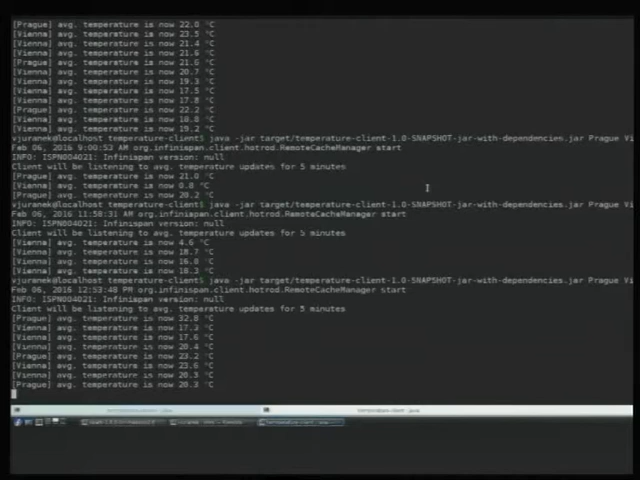 [Prague] avg. temperature is now 22.0 °C
[Vienna] avg. temperature is now 23.5 °C
[Vienna] avg. temperature is now 21.4 °C
[Vienna] avg. temperature is now 21.6 °C
[Prague] avg. temperature is now 21.6 °C
[Vienna] avg. temperature is now 20.7 °C
[Vienna] avg. temperature is now 19.3 °C
[Vienna] avg. temperature is now 17.5 °C
[Vienna] avg. temperature is now 17.8 °C
[Prague] avg. temperature is now 22.2 °C
[Vienna] avg. temperature is now 18.8 °C
[Vienna] avg. temperature is now 19.2 °C
vjuranek@localhost temperature-client$ java -jar target/temperature-client-1.0-SNAPSHOT-jar-with-dependencies.jar Prague Vi
Feb 06, 2016 9:00:53 AM org.infinispan.client.hotrod.RemoteCacheManager start
INFO: ISPN004021: Infinispan version: null
Client will be listening to avg. temperature updates for 5 minutes
[Prague] avg. temperature is now 21.0 °C
[Vienna] avg. temperature is now 0.8 °C
[Prague] avg. temperature is now 20.2 °C
vjuranek@localhost temperature-client$ java -jar target/temperature-client-1.0-SNAPSHOT-jar-with-dependencies.jar Prague Vi
Feb 06, 2016 11:58:31 AM org.infinispan.client.hotrod.RemoteCacheManager start
INFO: ISPN004021: Infinispan version: null
Client will be listening to avg. temperature updates for 5 minutes
[Vienna] avg. temperature is now 4.6 °C
[Vienna] avg. temperature is now 18.7 °C
[Vienna] avg. temperature is now 16.0 °C
[Vienna] avg. temperature is now 18.3 °C
vjuranek@localhost temperature-client$ java -jar target/temperature-client-1.0-SNAPSHOT-jar-with-dependencies.jar Prague Vi
Feb 06, 2016 12:53:48 PM org.infinispan.client.hotrod.RemoteCacheManager start
INFO: ISPN004021: Infinispan version: null
Client will be listening to avg. temperature updates for 5 minutes
[Prague] avg. temperature is now 32.8 °C
[Vienna] avg. temperature is now 17.3 °C
[Vienna] avg. temperature is now 17.6 °C
[Vienna] avg. temperature is now 20.4 °C
[Prague] avg. temperature is now 23.2 °C
[Vienna] avg. temperature is now 23.6 °C
[Vienna] avg. temperature is now 20.3 °C
[Prague] avg. temperature is now 20.3 °C